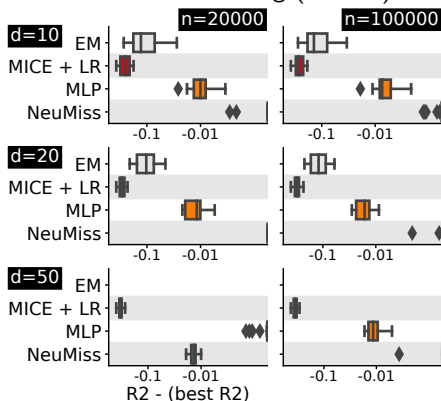 n=20000 n=100000
d=10
EM
MICE + LR
MLP
NeuMiss
-0.1 -0.01 -0.1 -0.01
d=20
EM
MICE + LR
MLP
NeuMiss
-0.1 -0.01 -0.1 -0.01
d=50
EM
MICE + LR
MLP
NeuMiss
-0.1 -0.01 -0.1 -0.01
R2 - (best R2)